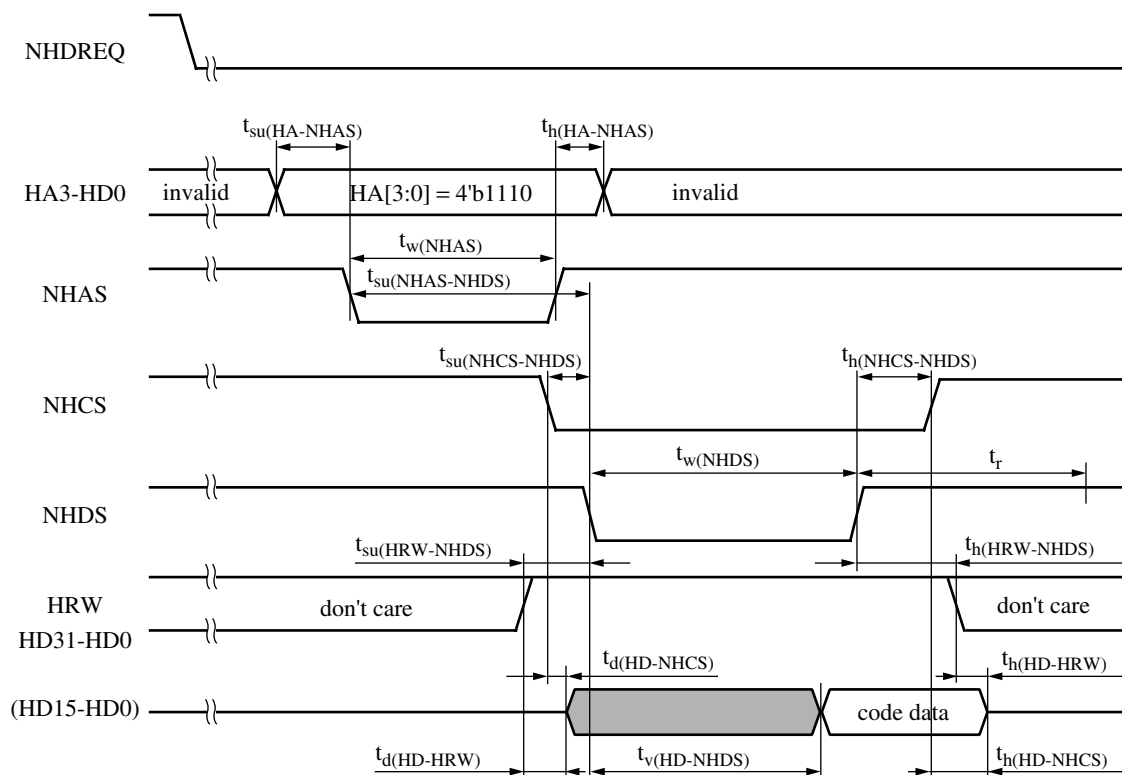 NHDREQ
tsu(HA-NHAS)
th(HA-NHAS)
HA3-HD0
invalid
HA[3:0] = 4'b1110
invalid
tw(NHAS)
tsu(NHAS-NHDS)
NHAS
tsu(NHCS-NHDS)
th(NHCS-NHDS)
NHCS
tw(NHDS)
tr
NHDS
tsu(HRW-NHDS)
th(HRW-NHDS)
HRW
don't care
don't care
HD31-HD0
td(HD-NHCS)
th(HD-HRW)
(HD15-HD0)
code data
td(HD-HRW)
tv(HD-NHDS)
th(HD-NHCS)